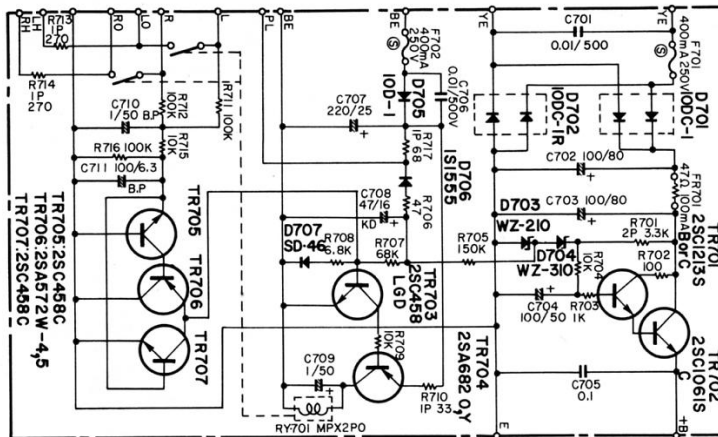 RH
LH
RO
LO
R
L
PL
BE
BE
YE
YE
R713
1P
270
R714
1P
270
C710
1/50 B.P
R712
100K
R711 100K
R715
10K
R716 100K
C711 100/6.3
B.P
TR705
TR706
TR707
TR705:2SC458C
TR706:2SA572W-4,5
TR707:2SC458C
F702
400mA
250V
S
D705
10D-1
C706
0.01/500V
C707
220/25
+
R717
1P 68
D706
1S1555
C708
47/16
KD
+
R706
47
D707
SD-46
R708
6.8K
R707
68K
TR703
2SC458
LGD
R709
10K
C709
1/50
+
RY-701 MPX2PO
R710
1P 33
TR704
2SA682 O,Y
C701
0.01/500
F701
400mA 250V
S
D702
10DC-1R
D701
10DC-1
C702 100/80
+
FR701
47Ω 100mA
C703 100/80
+
D703
WZ-210
R701
2P 3.3K
R705
150K
D704
WZ-310
R704
10K
R702
100
C704
100/50
+
R703
1K
TR701
2SC1213S
BorC
TR702
2SC1061S
C
C705
0.1
E
+B